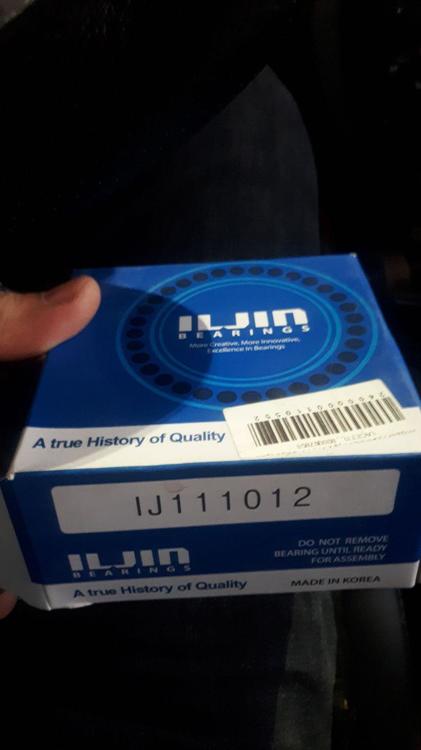 ILJIN
BEARINGS
More Creative, More Innovative,
Excellence in Bearings
A true History of Quality
IJ111012
ILJIN
BEARINGS
A true History of Quality
DO NOT REMOVE
BEARING UNTIL READY
FOR ASSEMBLY
MADE IN KOREA